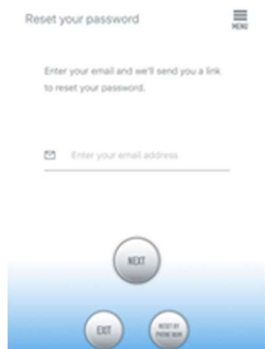 Reset your password
MENU
Enter your email and we'll send you a link
to reset your password.
Enter your email address
NEXT
EXIT
RESET BY
PHONE NUM